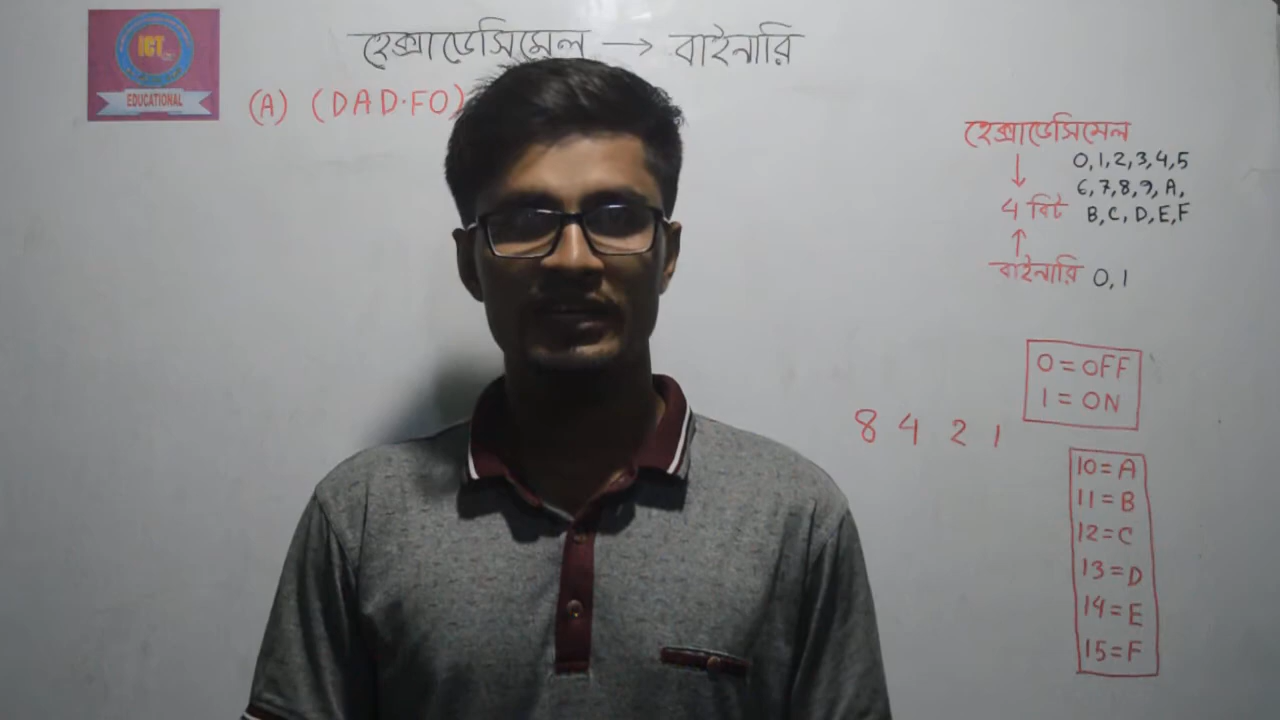 হেক্সাডেসিমেল → বাইনারি
ICT
EDUCATIONAL
(A) (DAD.F0)
হেক্সাডেসিমেল
0,1,2,3,4,5
6,7,8,9,A,
4 বিট B,C,D,E,F
বাইনারি 0,1
0=OFF
1=ON
8 4 2 1
10=A
11=B
12=C
13=D
14=E
15=F